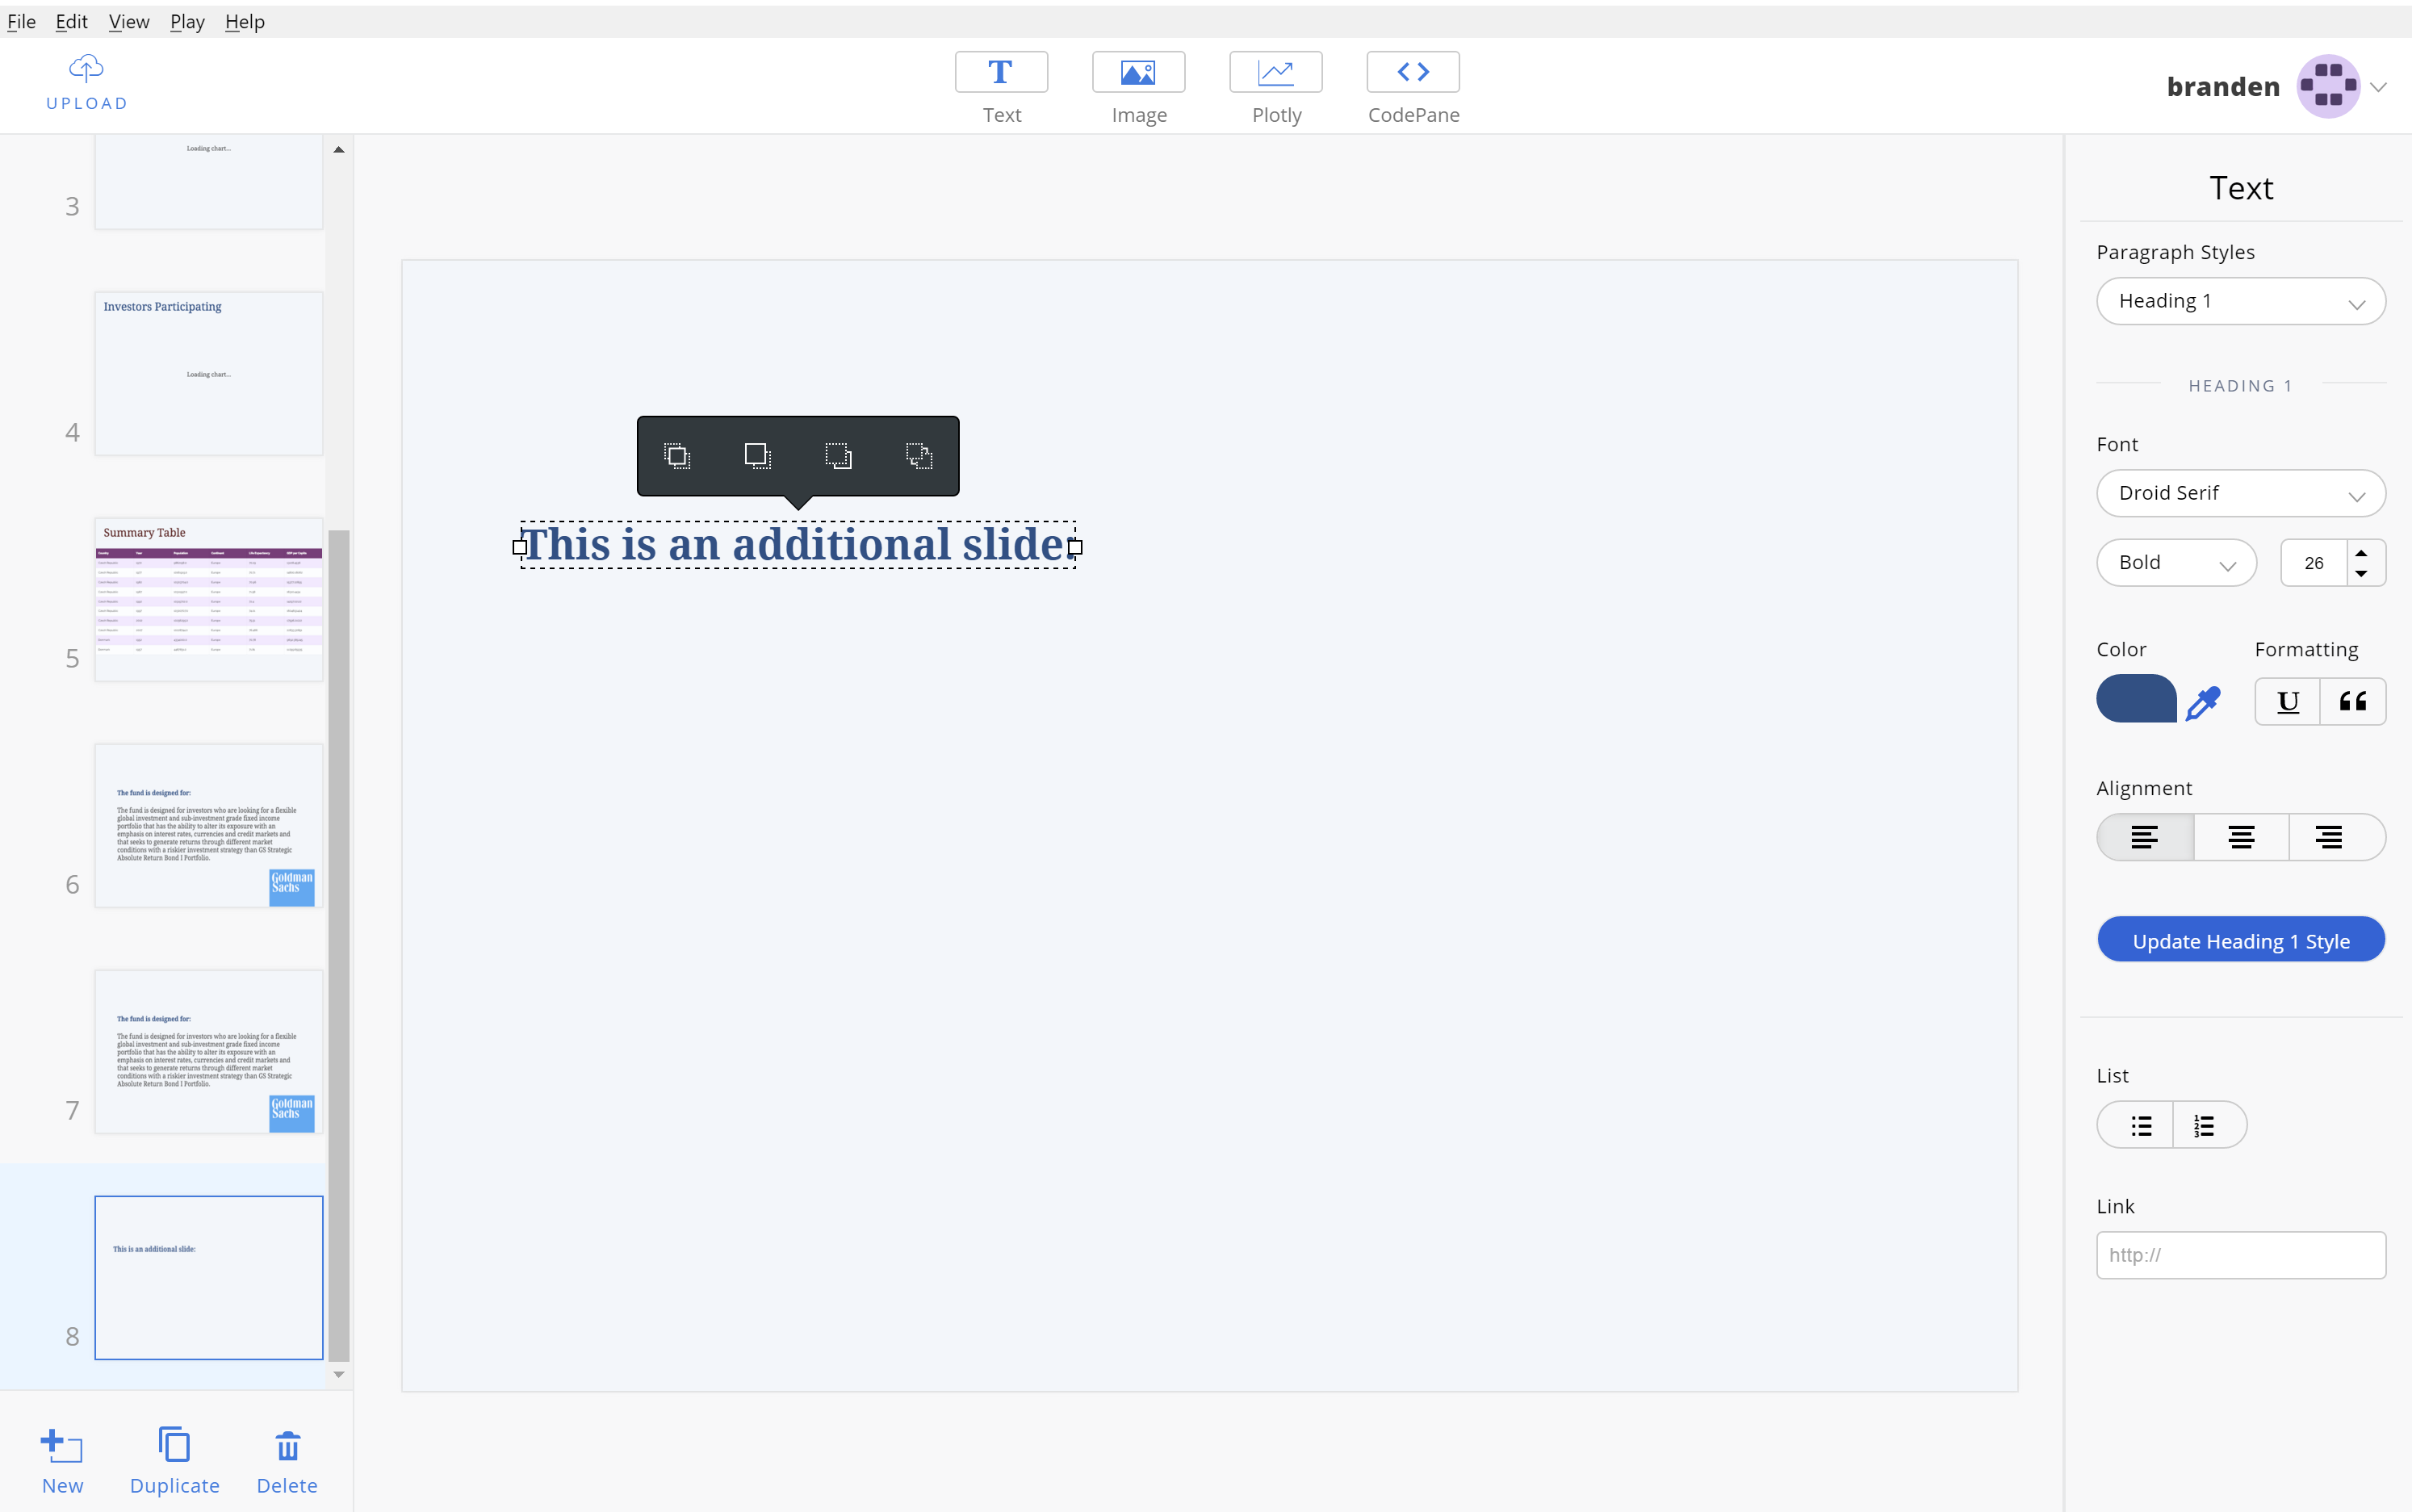 File Edit View Play Help
UPLOAD
Text
Image
Plotly
CodePane
branden
Loading chart...
3
Investors Participating
Loading chart...
4
Summary Table
5
The fund is designed for:
The fund is designed for investors who are looking for a flexible
global investment and sub-investment grade fixed income
portfolio that has the ability to alter its exposure with an
emphasis on interest rates, currencies and credit markets and
that seeks to generate returns through different market
conditions with a riskier investment strategy than GS Strategic
Absolute Return Bond I Portfolio.
Goldman
Sachs
6
The fund is designed for:
The fund is designed for investors who are looking for a flexible
global investment and sub-investment grade fixed income
portfolio that has the ability to alter its exposure with an
emphasis on interest rates, currencies and credit markets and
that seeks to generate returns through different market
conditions with a riskier investment strategy than GS Strategic
Absolute Return Bond I Portfolio.
Goldman
Sachs
7
This is an additional slide:
8
New
Duplicate
Delete
This is an additional slide:
Text
Paragraph Styles
Heading 1
HEADING 1
Font
Droid Serif
Bold
26
Color
Formatting
U
Alignment
Update Heading 1 Style
List
Link
http://